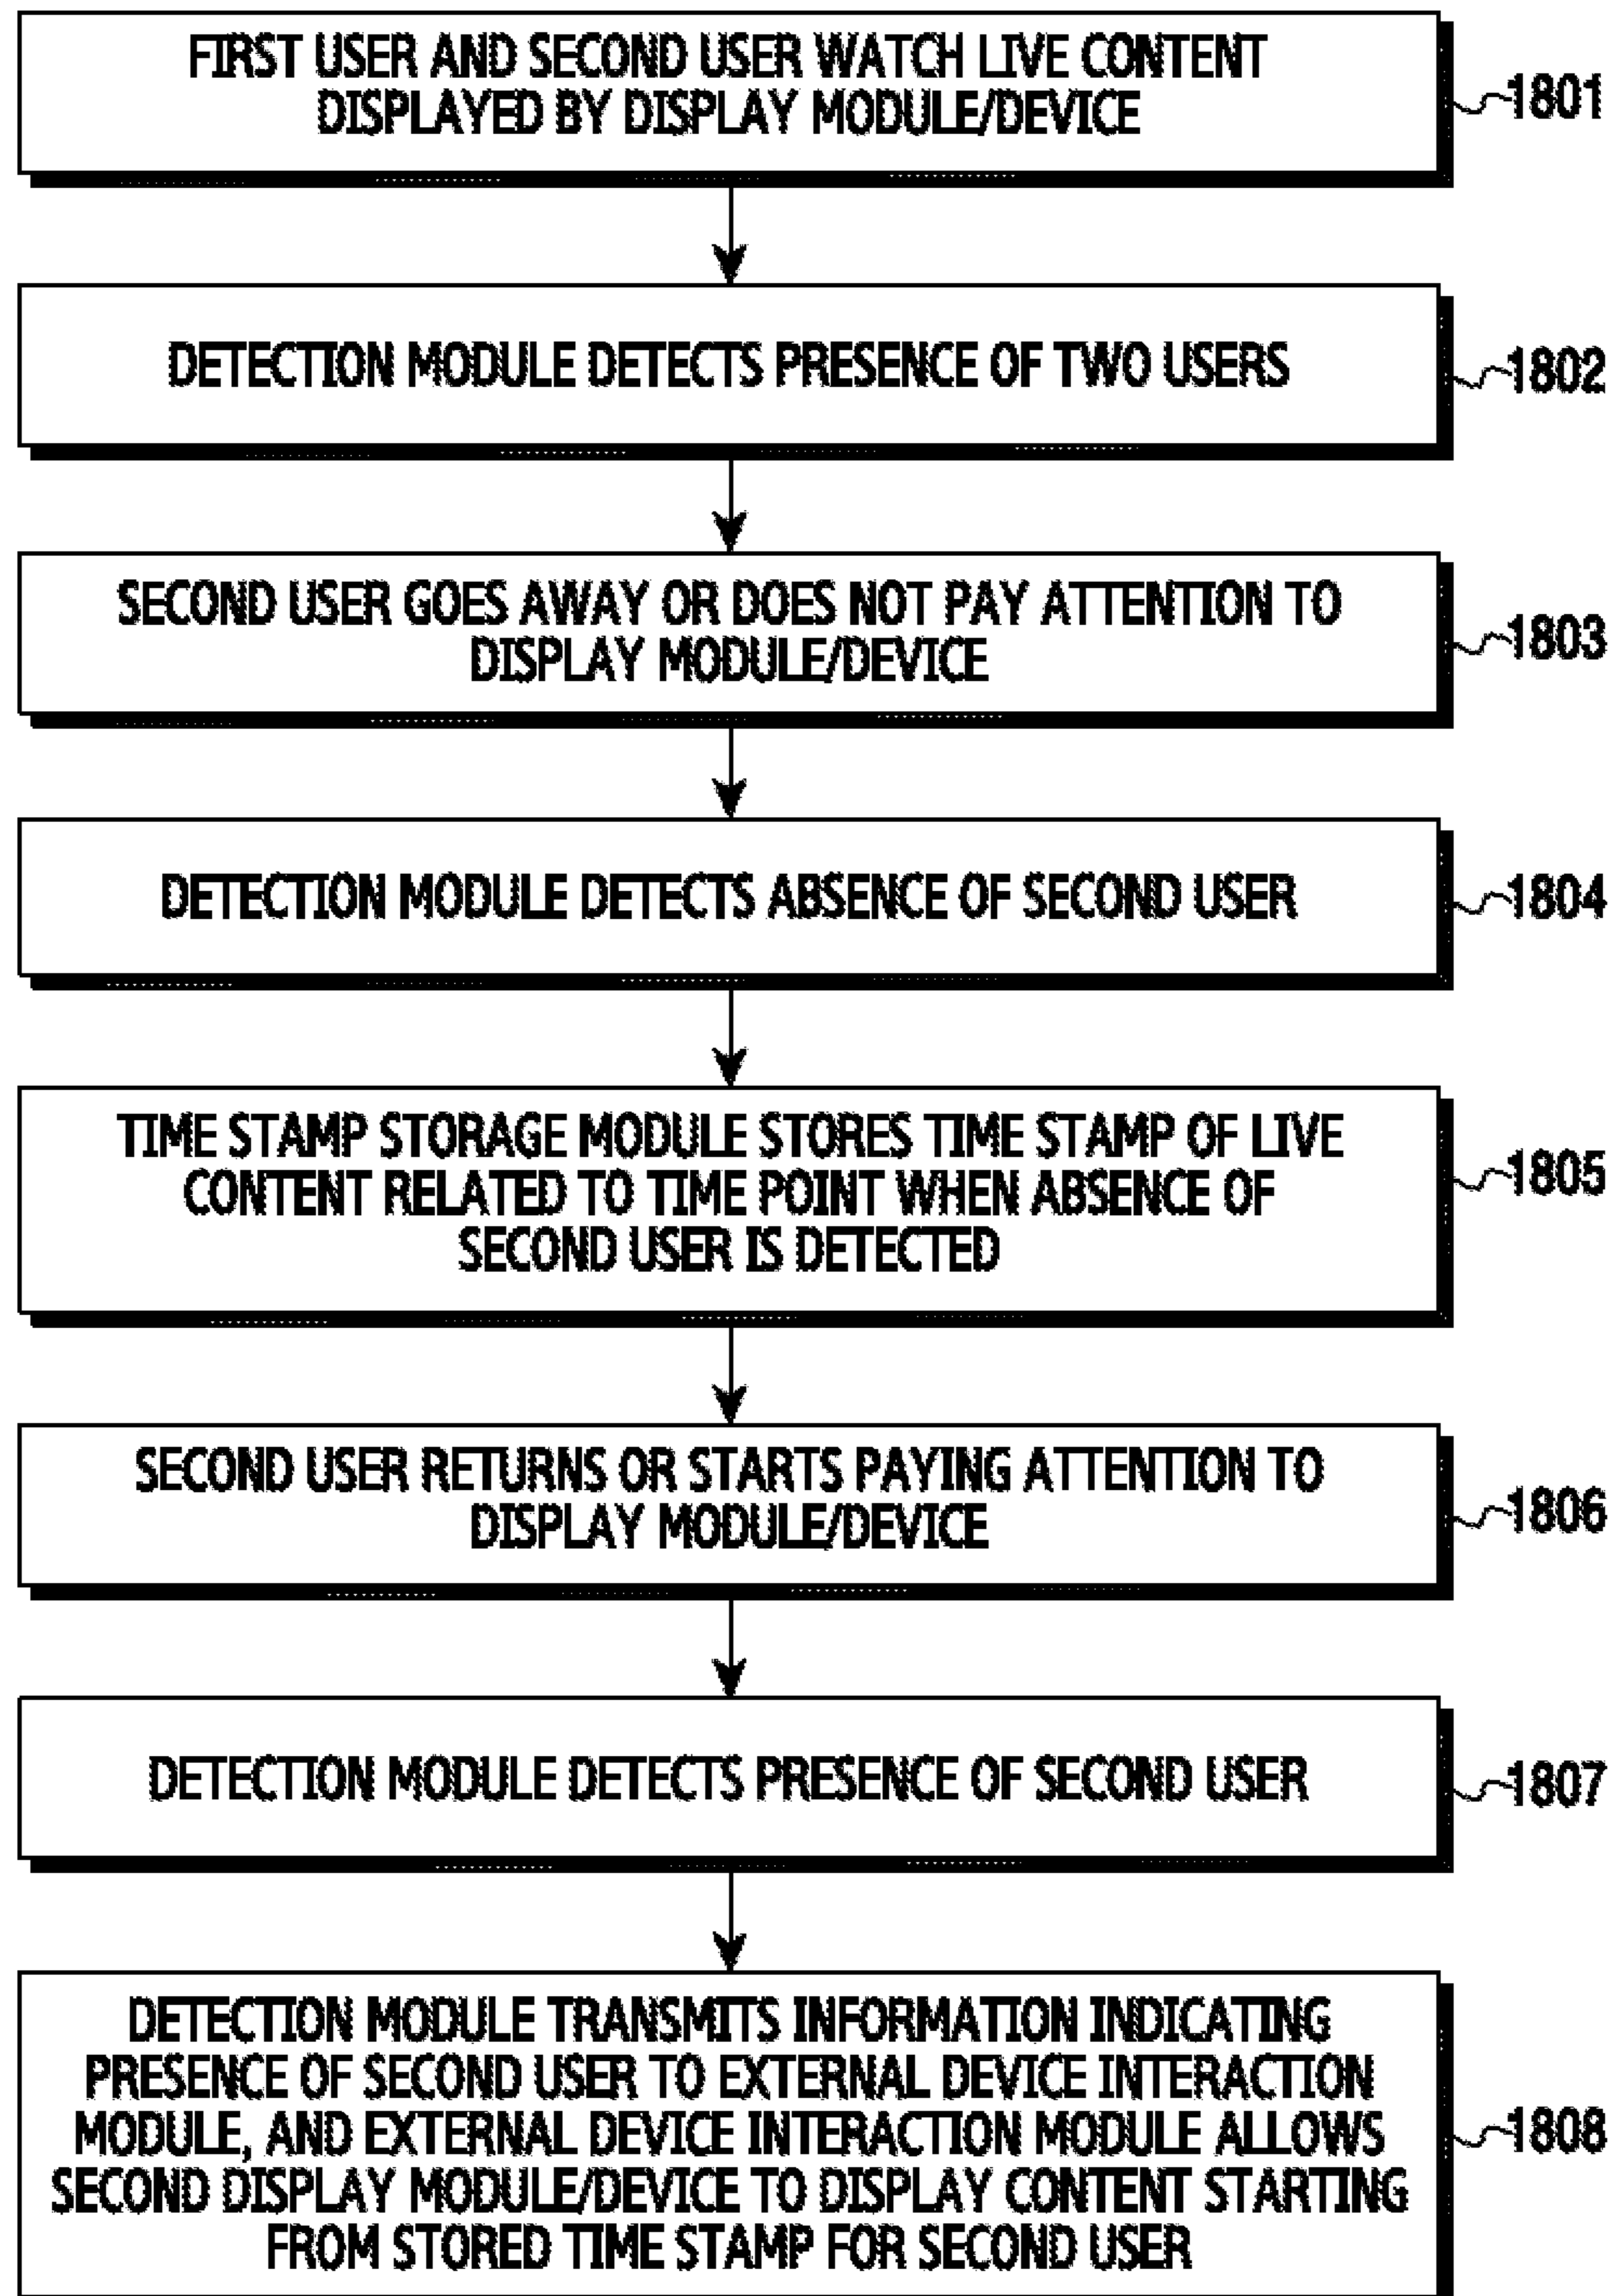 FIRST USER AND SECOND USER WATCH LIVE CONTENT
DISPLAYED BY DISPLAY MODULE/DEVICE
1801
DETECTION MODULE DETECTS PRESENCE OF TWO USERS
1802
SECOND USER GOES AWAY OR DOES NOT PAY ATTENTION TO
DISPLAY MODULE/DEVICE
1803
DETECTION MODULE DETECTS ABSENCE OF SECOND USER
1804
TIME STAMP STORAGE MODULE STORES TIME STAMP OF LIVE
CONTENT RELATED TO TIME POINT WHEN ABSENCE OF
SECOND USER IS DETECTED
1805
SECOND USER RETURNS OR STARTS PAYING ATTENTION TO
DISPLAY MODULE/DEVICE
1806
DETECTION MODULE DETECTS PRESENCE OF SECOND USER
1807
DETECTION MODULE TRANSMITS INFORMATION INDICATING
PRESENCE OF SECOND USER TO EXTERNAL DEVICE INTERACTION
MODULE, AND EXTERNAL DEVICE INTERACTION MODULE ALLOWS
SECOND DISPLAY MODULE/DEVICE TO DISPLAY CONTENT STARTING
FROM STORED TIME STAMP FOR SECOND USER
1808